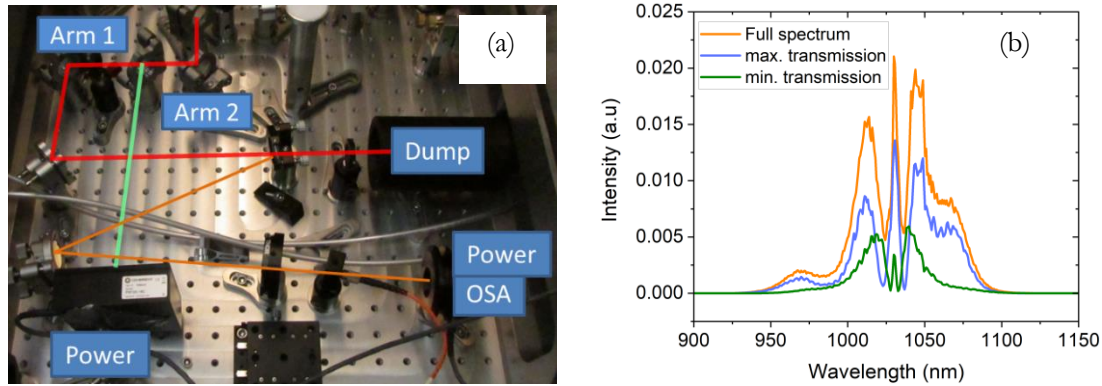 Arm 1
(a)
Arm 2
Dump
Power
OSA
Power
(b)
Full spectrum
max. transmission
min. transmission
Intensity (a.u)
0.025
0.020
0.015
0.010
0.005
0.000
900 950 1000 1050 1100 1150
Wavelength (nm)